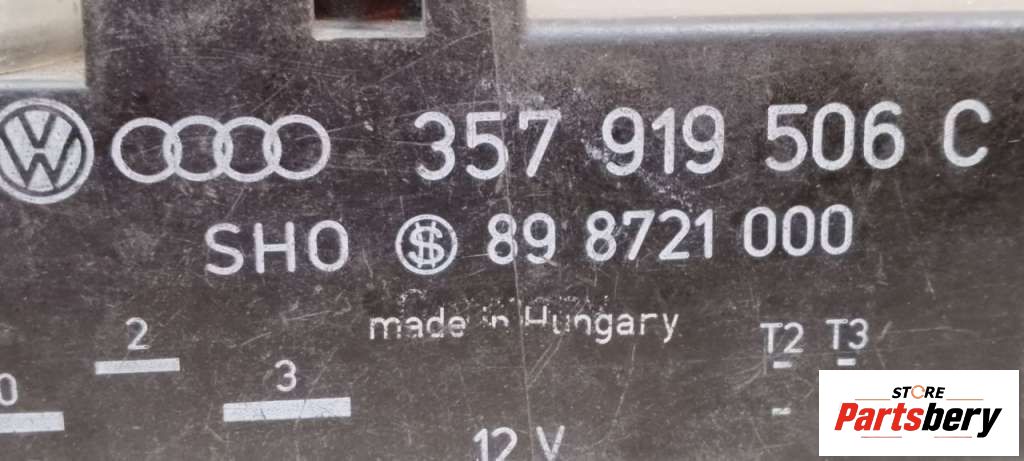 357 919 506 C
SHO 89 8721 000
made in Hungary
2
T2 T3
3
0
12 V
STORE
Partsbery